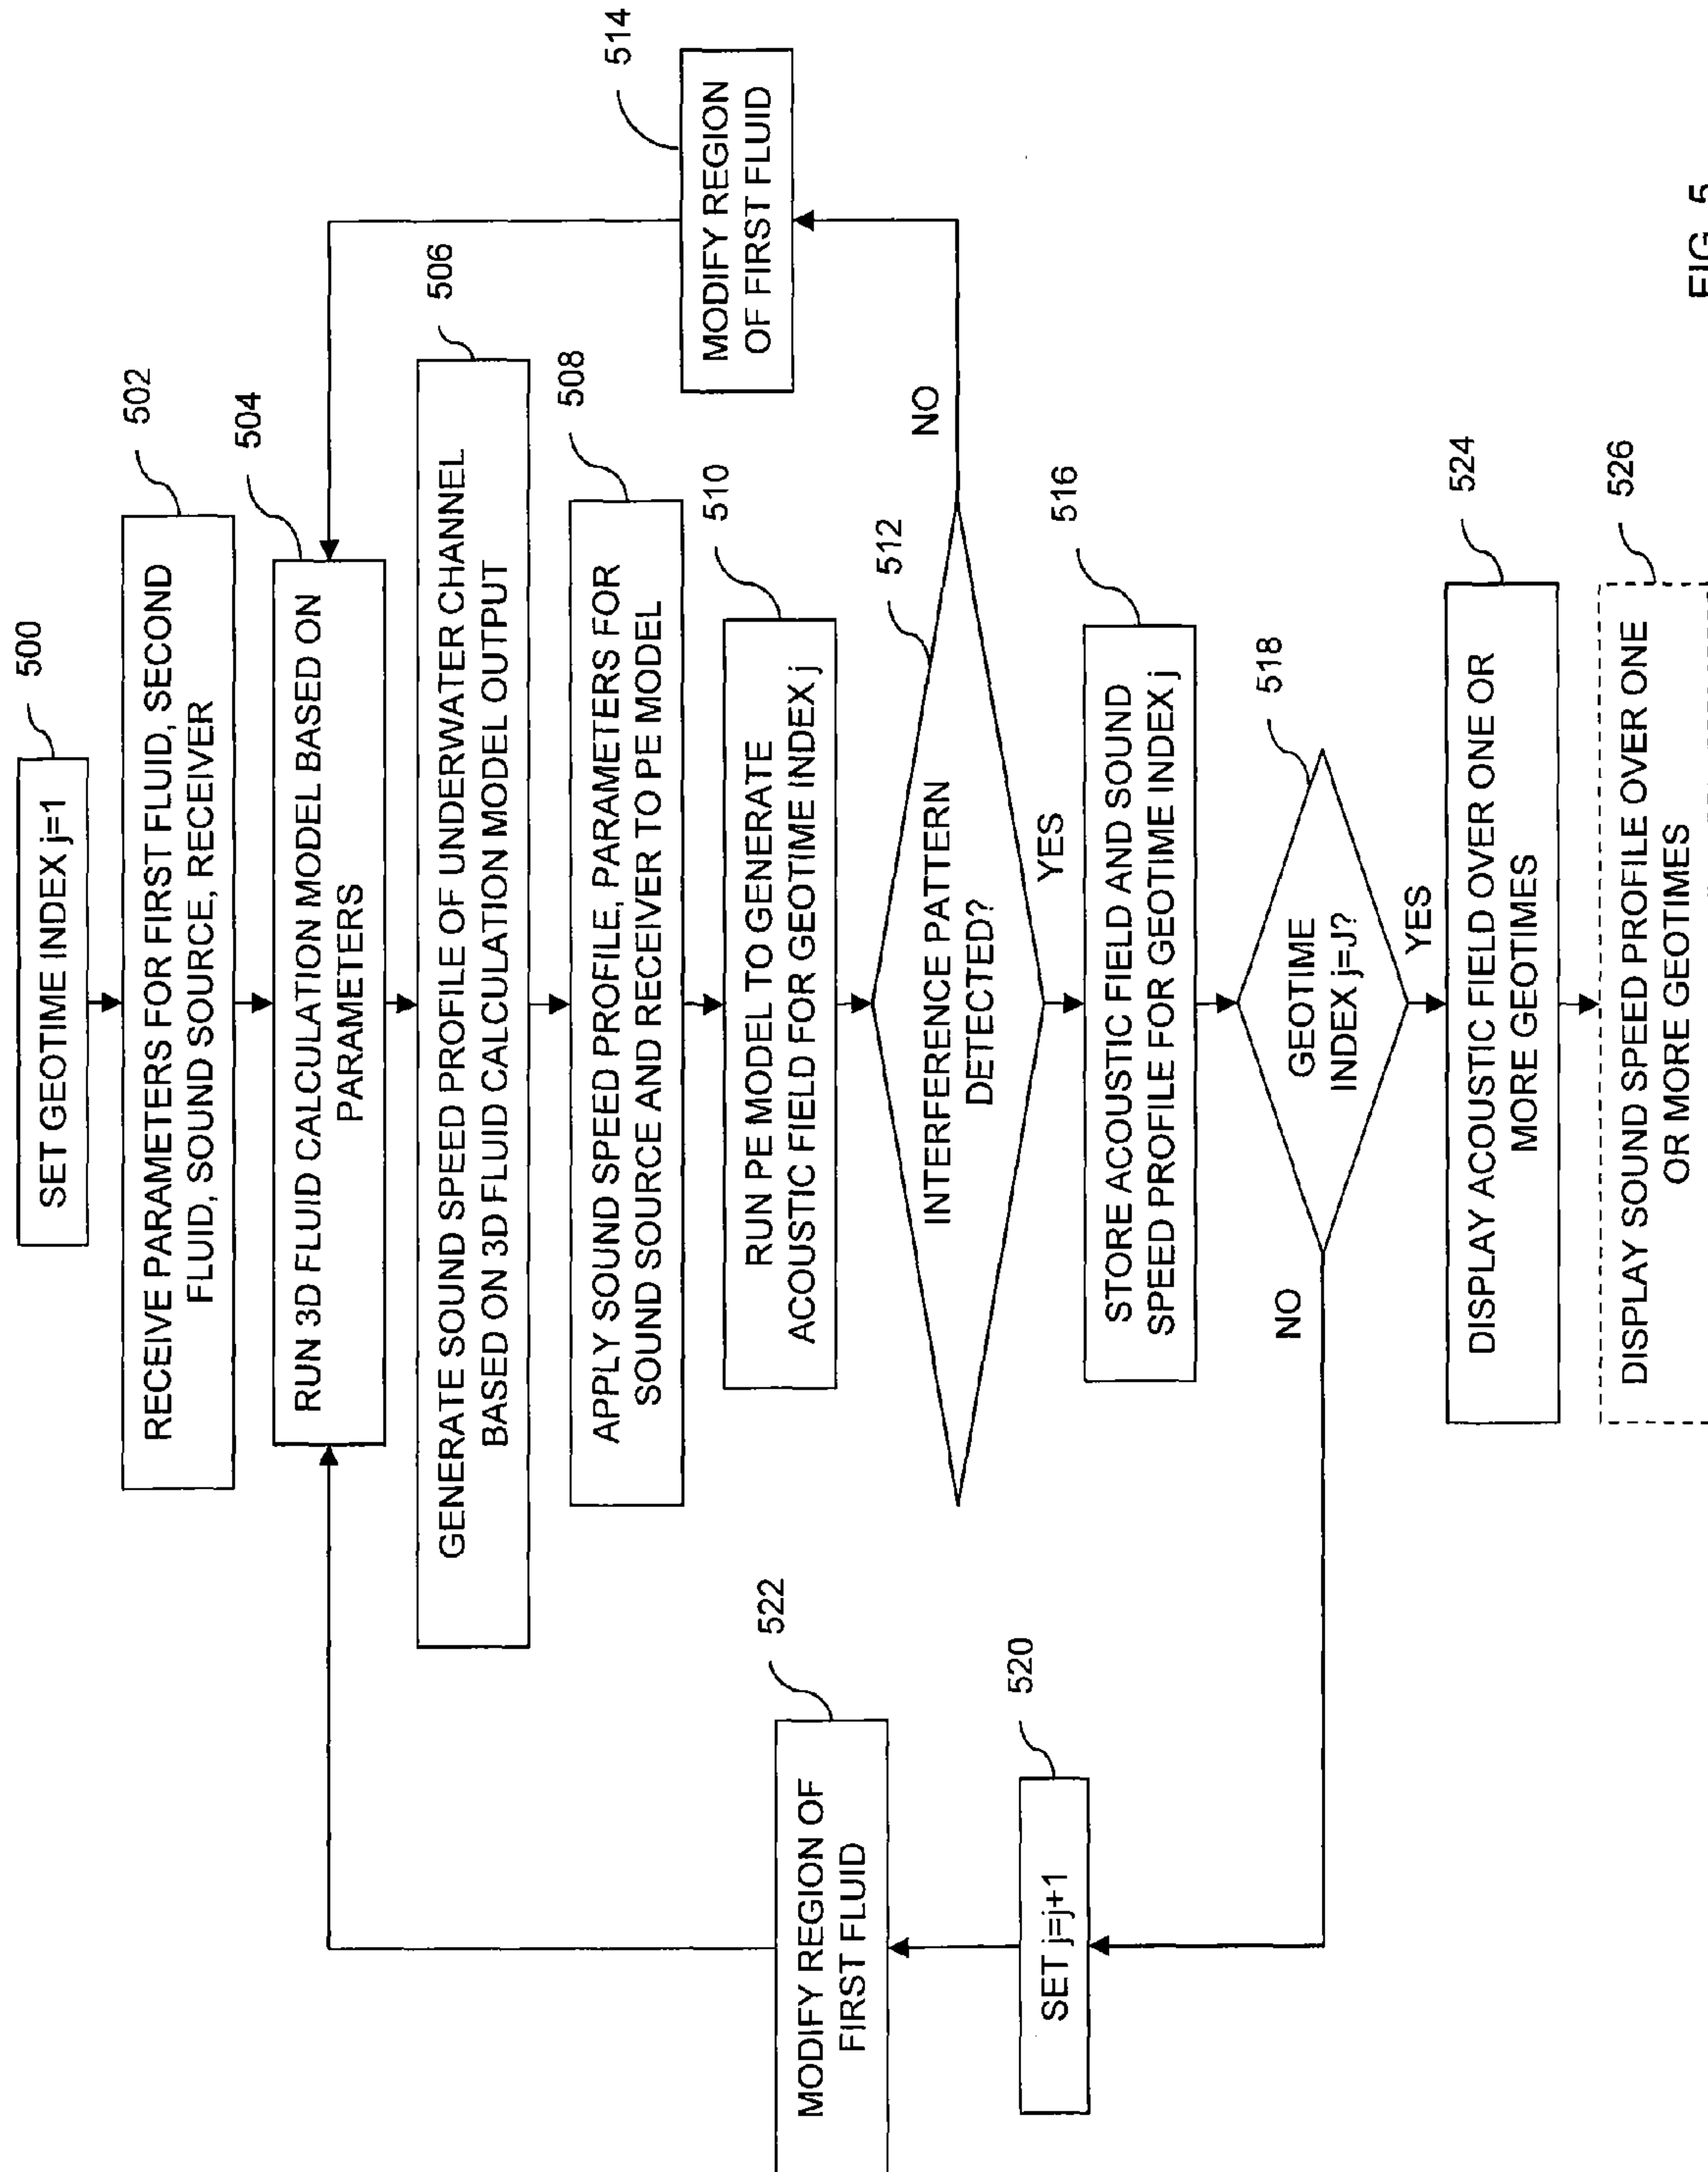 SET GEOTIME INDEX j=1
500
RECEIVE PARAMETERS FOR FIRST FLUID, SECOND
FLUID, SOUND SOURCE, RECEIVER
502
RUN 3D FLUID CALCULATION MODEL BASED ON
PARAMETERS
504
GENERATE SOUND SPEED PROFILE OF UNDERWATER CHANNEL
BASED ON 3D FLUID CALCULATION MODEL OUTPUT
506
APPLY SOUND SPEED PROFILE, PARAMETERS FOR
SOUND SOURCE AND RECEIVER TO PE MODEL
508
RUN PE MODEL TO GENERATE
ACOUSTIC FIELD FOR GEOTIME INDEX j
510
INTERFERENCE PATTERN
DETECTED?
512
NO
MODIFY REGION
OF FIRST FLUID
514
YES
STORE ACOUSTIC FIELD AND SOUND
SPEED PROFILE FOR GEOTIME INDEX j
516
GEOTIME
INDEX j=J?
518
NO
SET j=j+1
520
MODIFY REGION OF
FIRST FLUID
522
YES
DISPLAY ACOUSTIC FIELD OVER ONE OR
MORE GEOTIMES
524
DISPLAY SOUND SPEED PROFILE OVER ONE
OR MORE GEOTIMES
526
FIG. 5